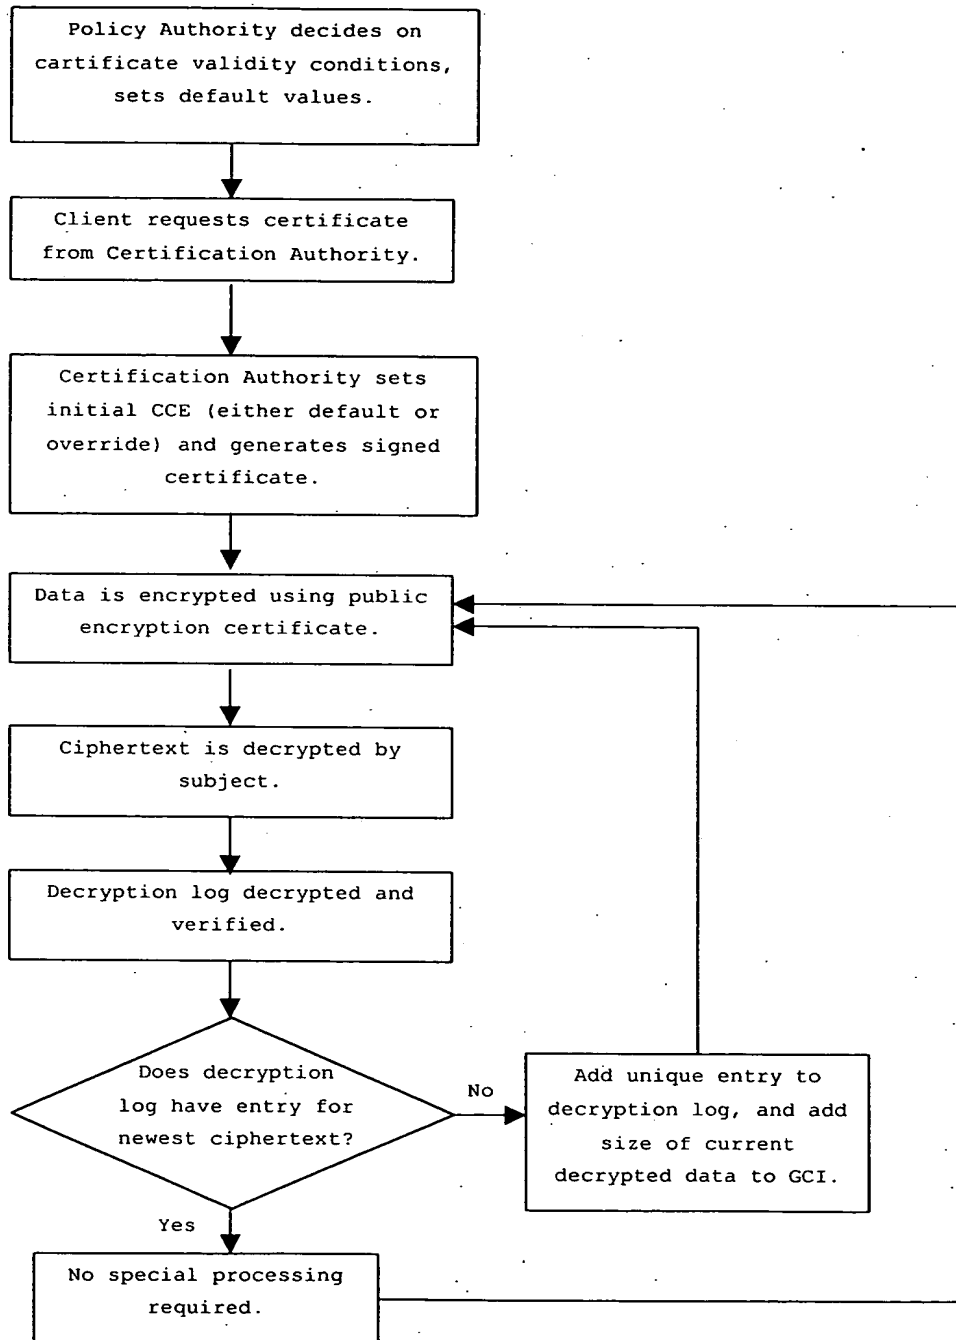 Policy Authority decides on
cartificate validity conditions,
sets default values.
Client requests certificate
from Certification Authority.
Certification Authority sets
initial CCE (either default or
override) and generates signed
certificate.
Data is encrypted using public
encryption certificate.
Ciphertext is decrypted by
subject.
Decryption log decrypted and
verified.
Does decryption
log have entry for
newest ciphertext?
No
Add unique entry to
decryption log, and add
size of current
decrypted data to GCI.
Yes
No special processing
required.